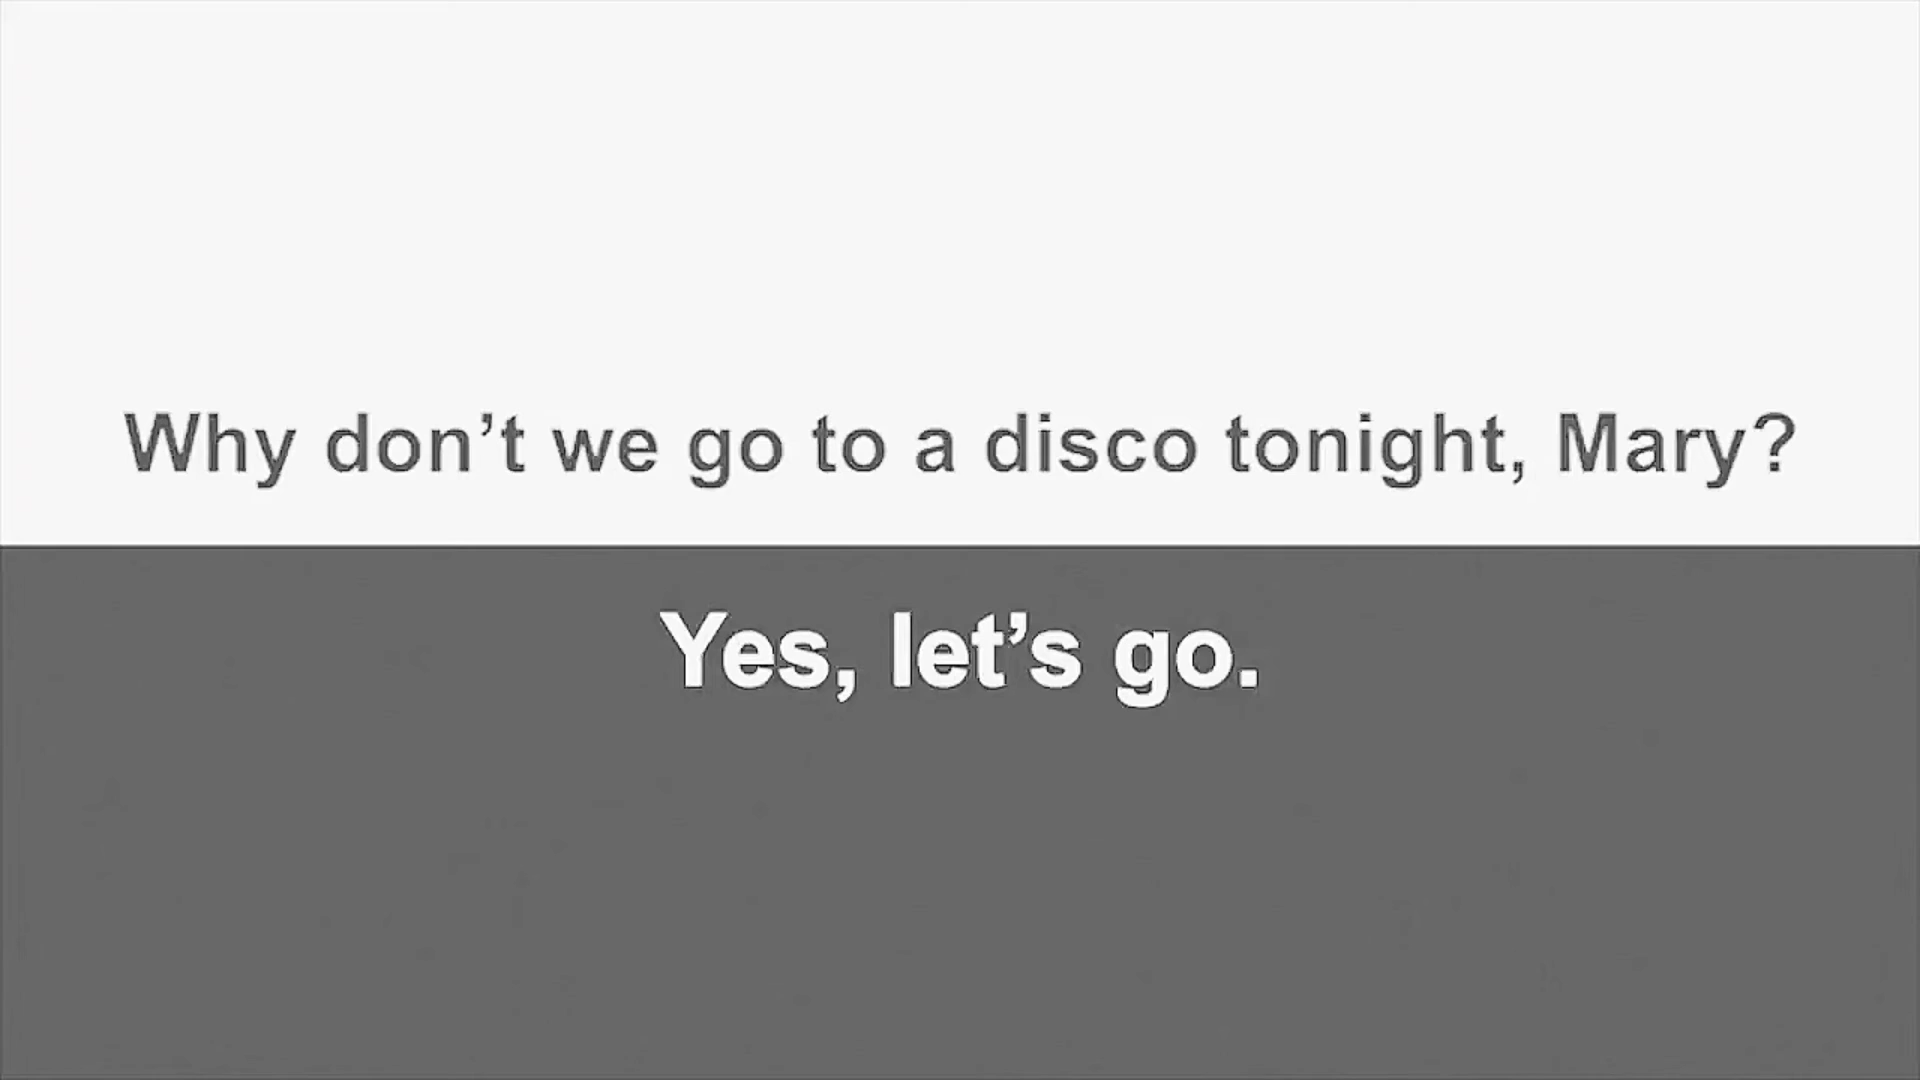 Why don’t we go to a disco tonight, Mary?
Yes, let’s go.